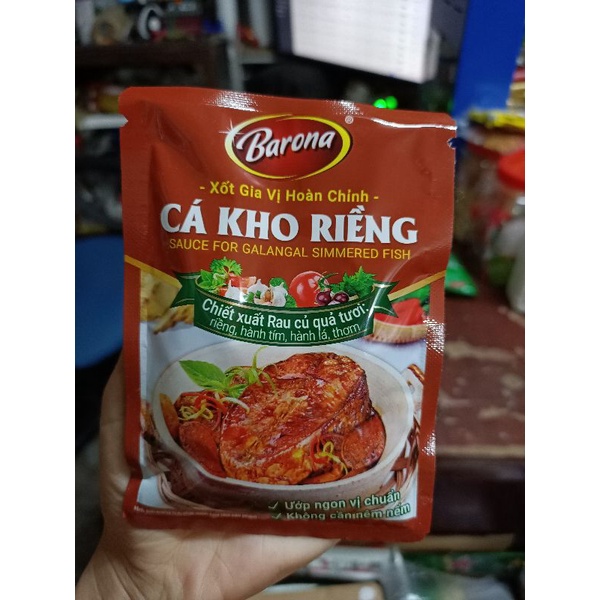 Barona
®
- Xốt Gia Vị Hoàn Chỉnh -
CÁ KHO RIỀNG
SAUCE FOR GALANGAL SIMMERED FISH
Chiết xuất Rau củ quả tươi:
riềng, hành tím, hành lá, thơm
✓ Ướp ngon vị chuẩn
✓ Không cần nêm nếm